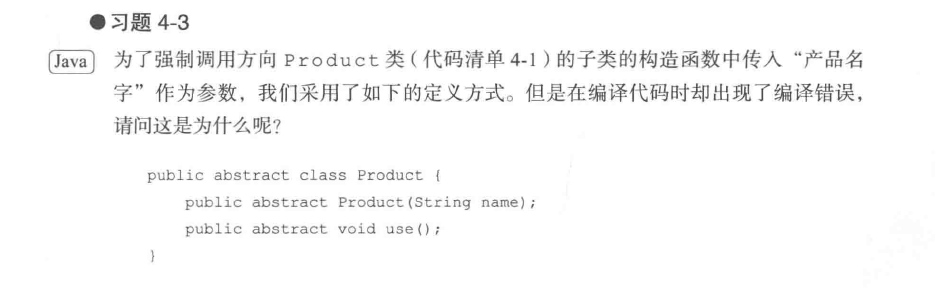 ●习题 4-3
Java 为了强制调用方向 Product 类（代码清单 4-1）的子类的构造函数中传入“产品名
字”作为参数，我们采用了如下的定义方式。但是在编译代码时却出现了编译错误，
请问这是为什么呢？
public abstract class Product {
    public abstract Product(String name);
    public abstract void use();
}